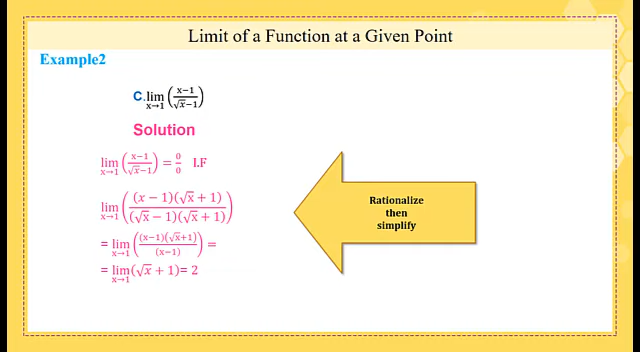 Limit of a Function at a Given Point
Example2
C. lim x→1 (x−1/√x−1)
Solution
lim x→1 (x−1/√x−1) = 0/0 I.F
lim x→1 ((x − 1)(√x + 1)/(√x − 1)(√x + 1))
= lim x→1 ((x−1)(√x+1)/(x−1)) =
= lim x→1 (√x + 1)= 2
Rationalize
then
simplify